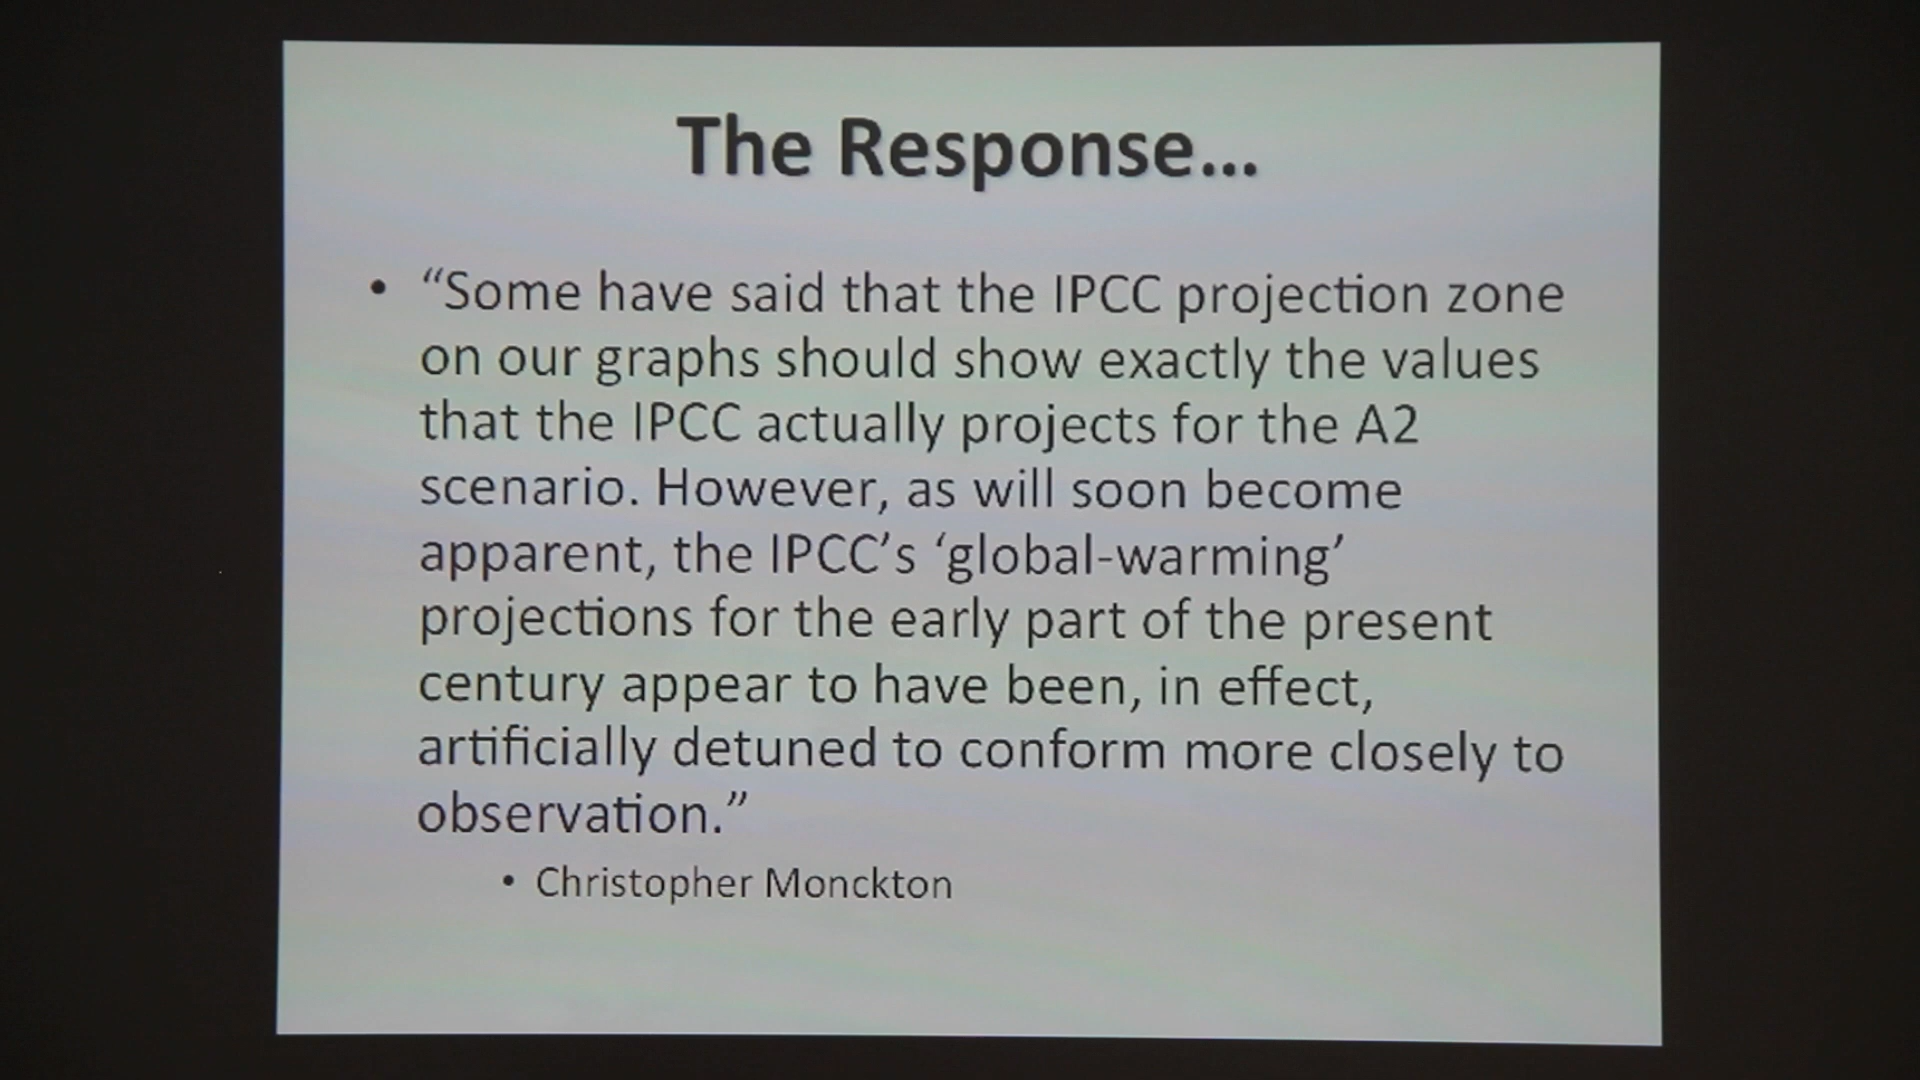 The Response...
• “Some have said that the IPCC projection zone
on our graphs should show exactly the values
that the IPCC actually projects for the A2
scenario. However, as will soon become
apparent, the IPCC’s ‘global-warming’
projections for the early part of the present
century appear to have been, in effect,
artificially detuned to conform more closely to
observation.”
• Christopher Monckton